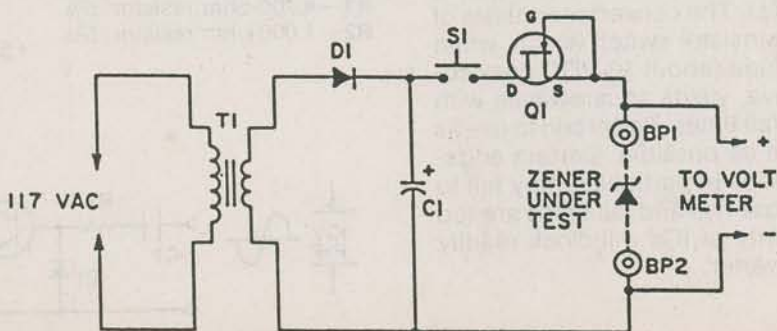 G
S1
D1
D S
T1
Q1
+
BP1
+
117 VAC
C1
ZENER
UNDER
TEST
TO VOLT
METER
-
BP2